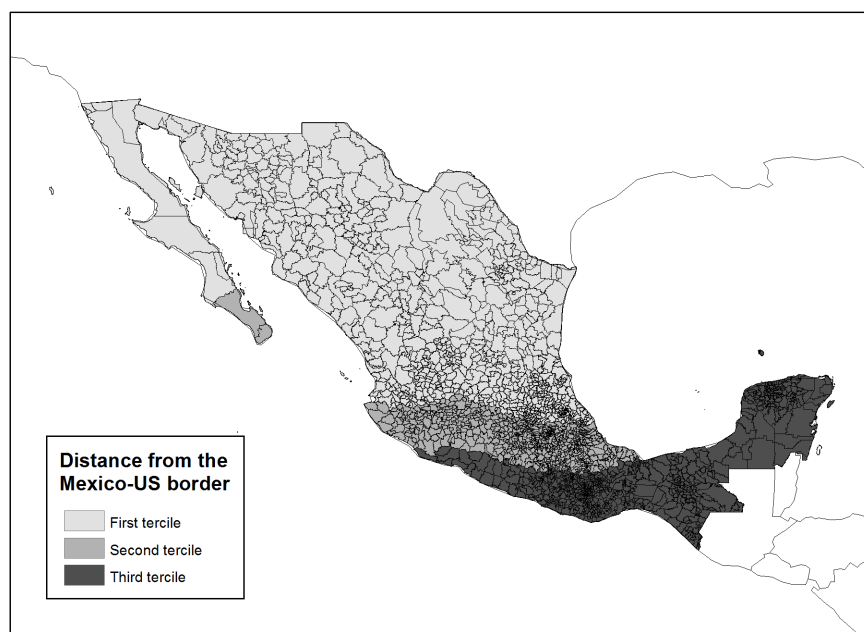 Distance from the
Mexico-US border
First tercile
Second tercile
Third tercile